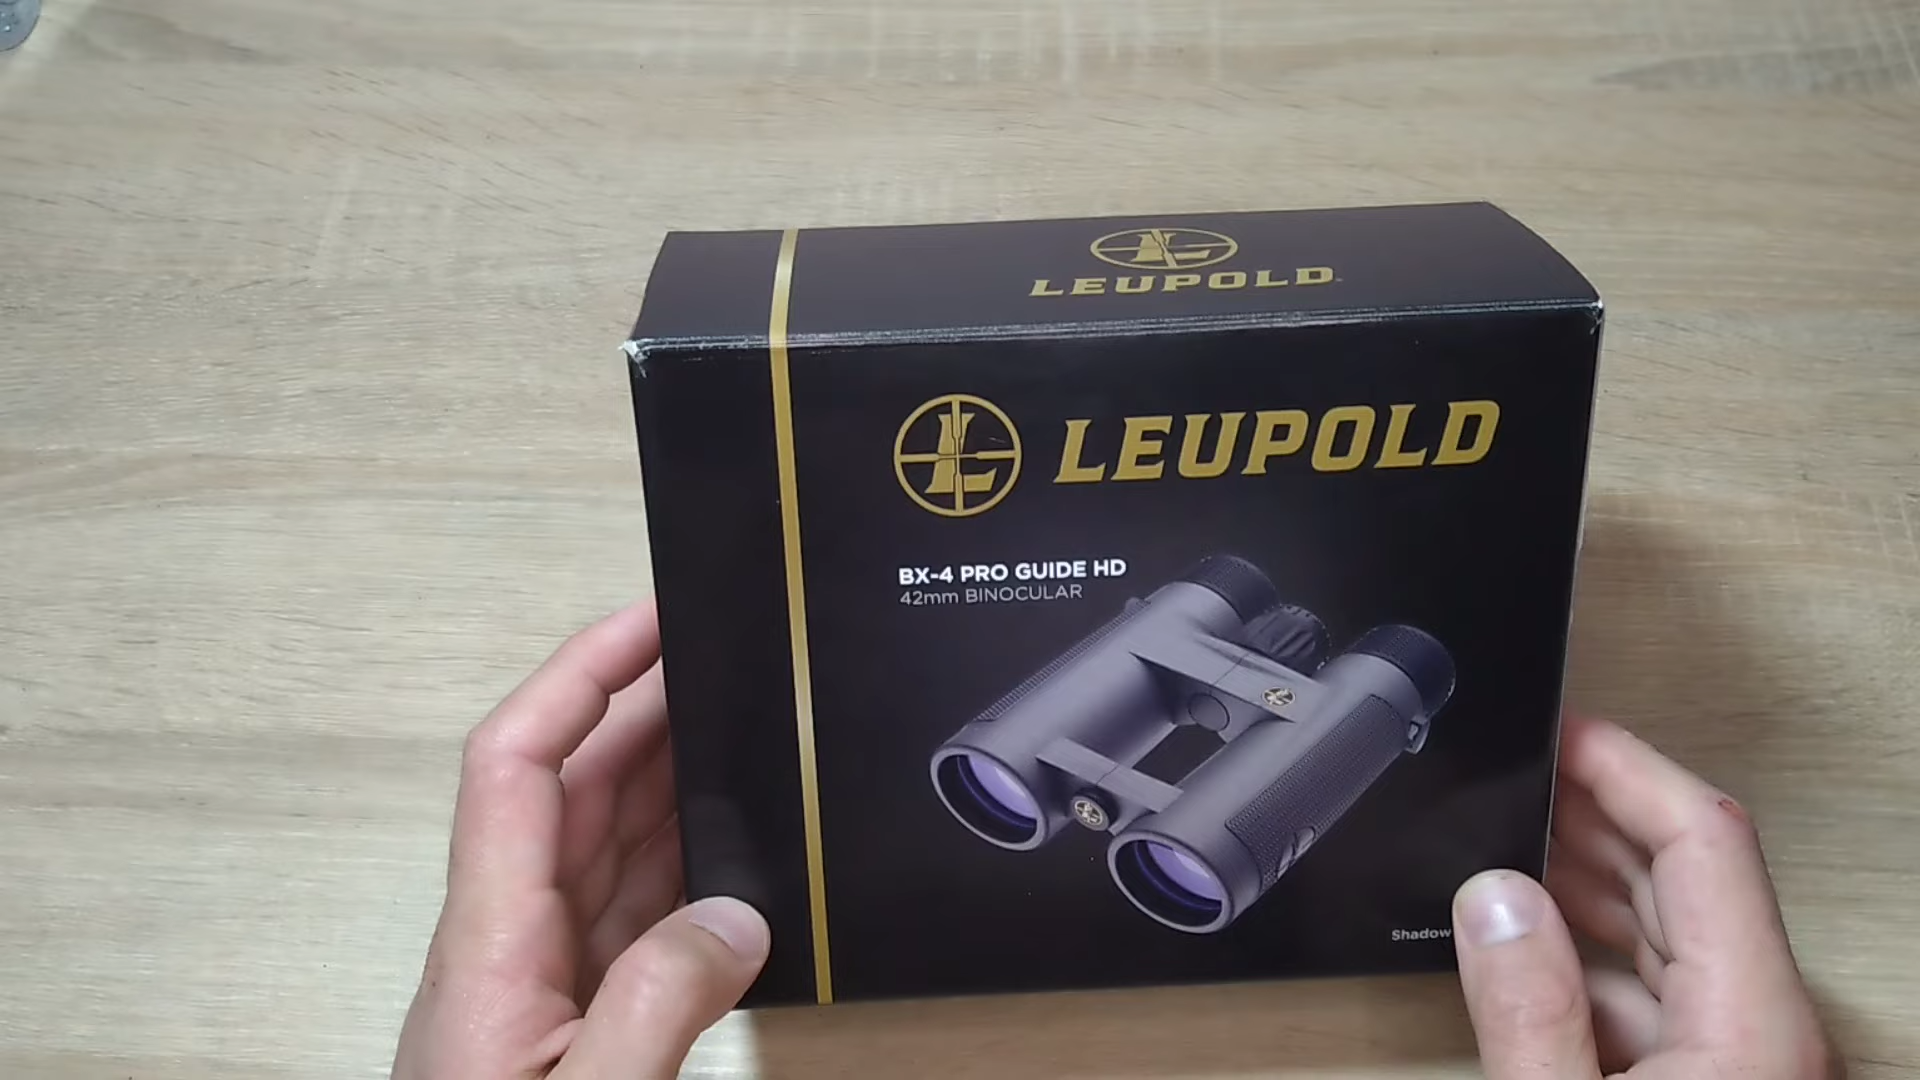 LEUPOLD
LEUPOLD
BX-4 PRO GUIDE HD
42mm BINOCULAR
Shadow